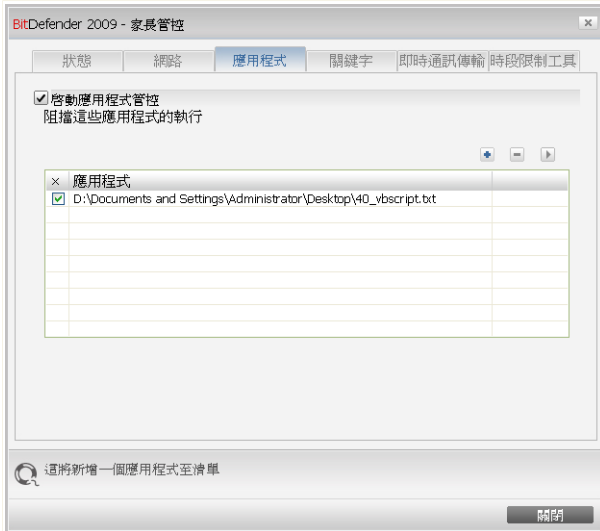 BitDefender 2009 - 家長管控
狀態 網路 應用程式 關鍵字 即時通訊傳輸 時段限制工具
啓動應用程式管控
阻擋這些應用程式的執行
× 應用程式
D:\Documents and Settings\Administrator\Desktop\40_vbscript.txt
這將新增一個應用程式至清單
關閉